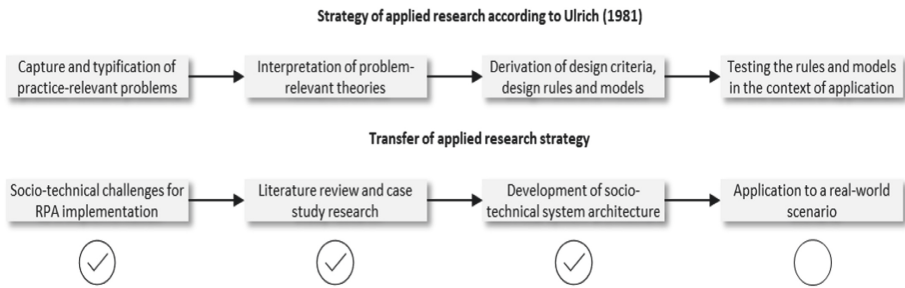 Strategy of applied research according to Ulrich (1981)
Capture and typification of
practice-relevant problems
Interpretation of problem-
relevant theories
Derivation of design criteria,
design rules and models
Testing the rules and models
in the context of application
Transfer of applied research strategy
Socio-technical challenges for
RPA implementation
Literature review and case
study research
Development of socio-
technical system architecture
Application to a real-world
scenario